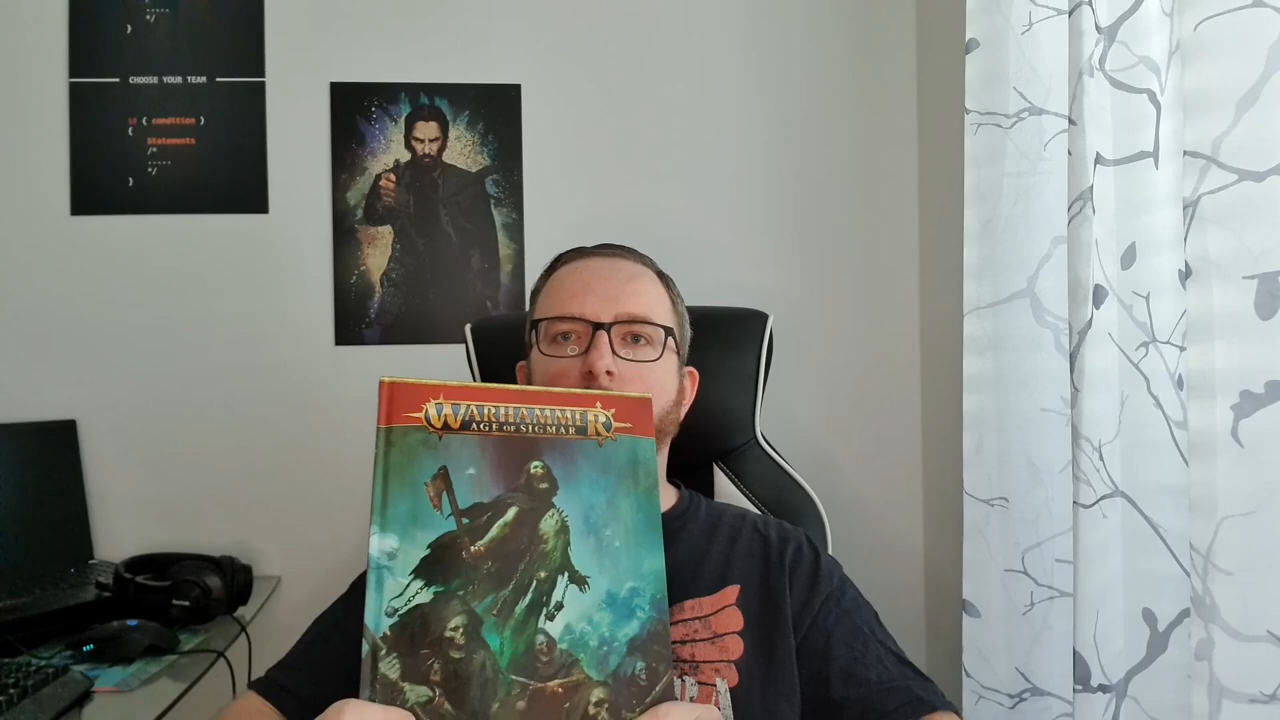 .....
*/
}
CHOOSE YOUR TEAM
if ( condition )
{
Statements
/*
.....
*/
}
WARHAMMER
AGE OF SIGMAR